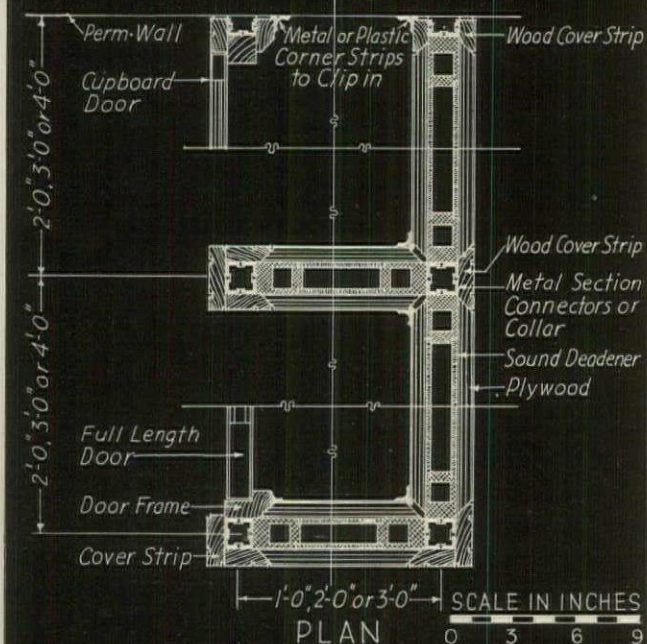 Perm. Wall
Metal or Plastic
Corner Strips
to Clip in
Wood Cover Strip
Cupboard
Door
2'-0", 3'-0" or 4'-0"
Wood Cover Strip
Metal Section
Connectors or
Collar
Sound Deadener
Plywood
2'-0", 3'-0" or 4'-0"
Full Length
Door
Door Frame
Cover Strip
1'-0", 2'-0" or 3'-0"
PLAN
SCALE IN INCHES
0 3 6 9